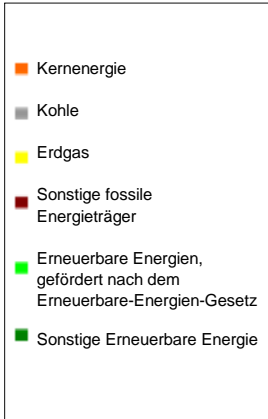 Kernenergie
Kohle
Erdgas
Sonstige fossile
Energieträger
Erneuerbare Energien,
gefördert nach dem
Erneuerbare-Energien-Gesetz
Sonstige Erneuerbare Energie